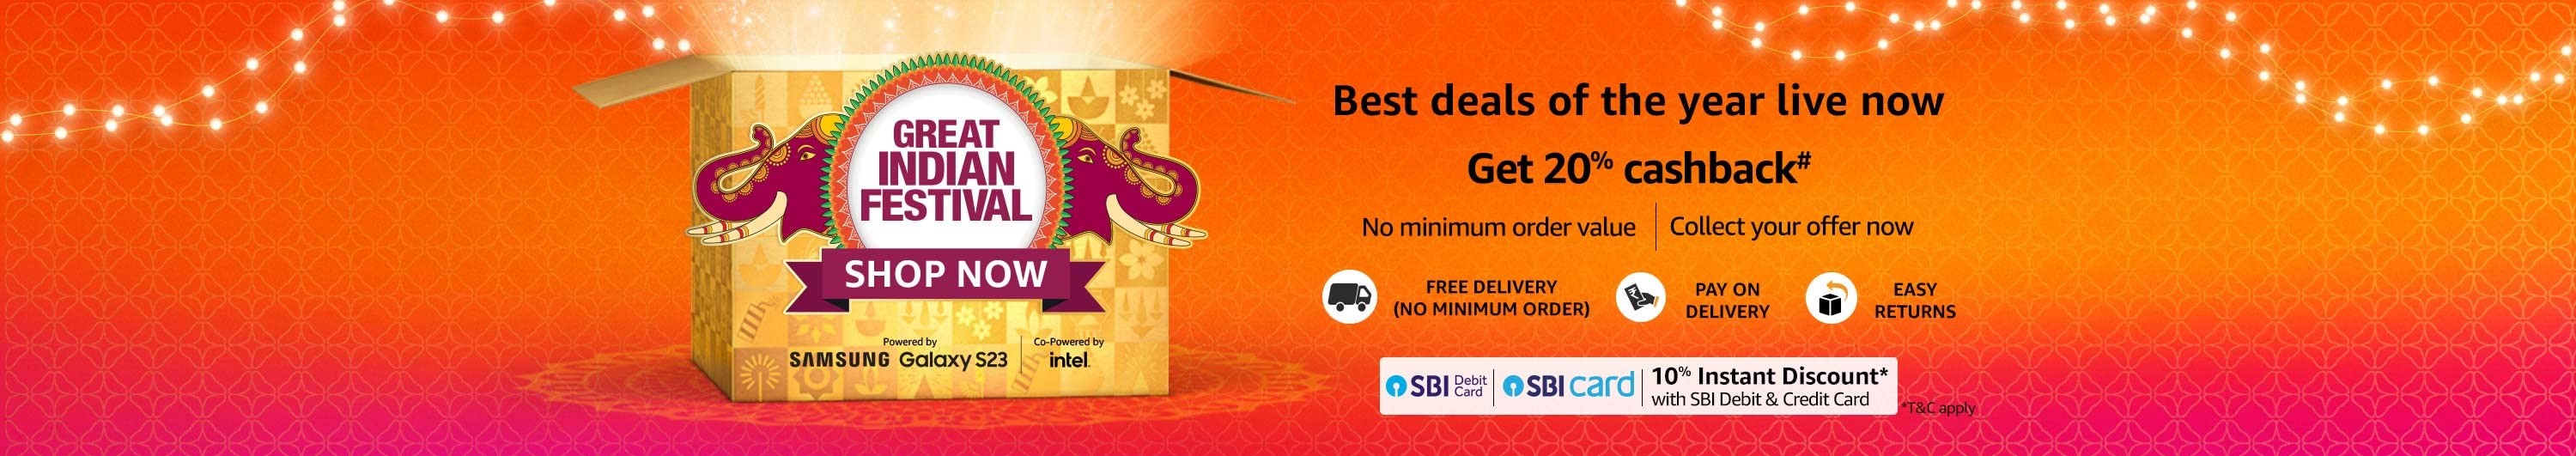 GREAT
INDIAN
FESTIVAL
SHOP NOW
Powered by
SAMSUNG Galaxy S23
Co-Powered by
intel.
Best deals of the year live now
Get 20% cashback#
No minimum order value
Collect your offer now
FREE DELIVERY
(NO MINIMUM ORDER)
PAY ON
DELIVERY
EASY
RETURNS
SBI Debit
Card
SBI card
10% Instant Discount*
with SBI Debit & Credit Card
*T&C apply